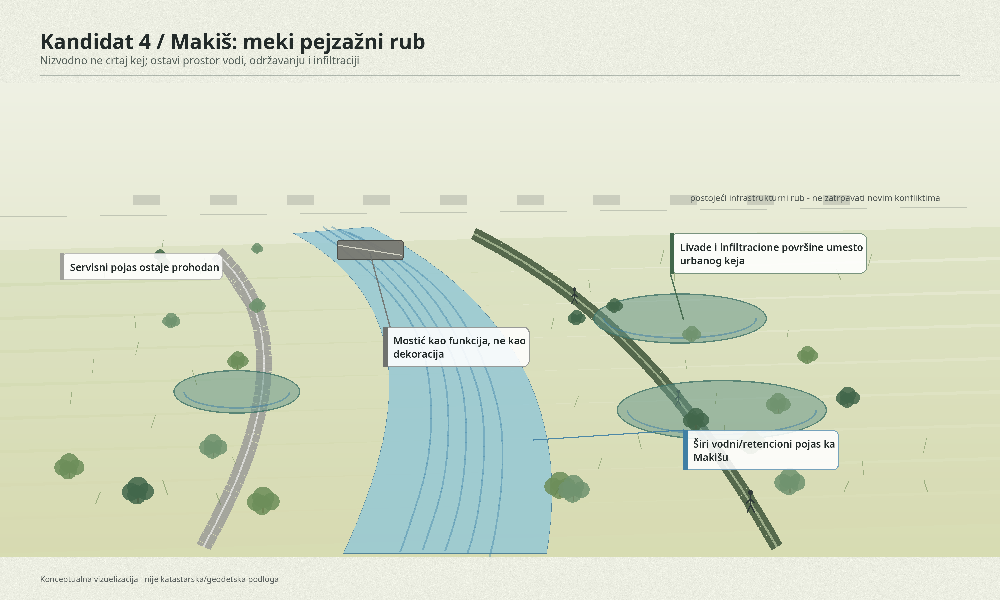 Kandidat 4 / Makiš: meki pejzažni rub
Nizvodno ne crtaj kej; ostavi prostor vodi, održavanju i infiltraciji
postojeći infrastrukturni rub - ne zatrpavati novim konfliktima
Livade i infiltracione površine umesto
urbanog keja
Servisni pojas ostaje prohodan
Mostić kao funkcija, ne kao
dekoracija
Širi vodni/retencioni pojas ka
Makišu
Konceptualna vizuelizacija - nije katastarska/geodetska podloga